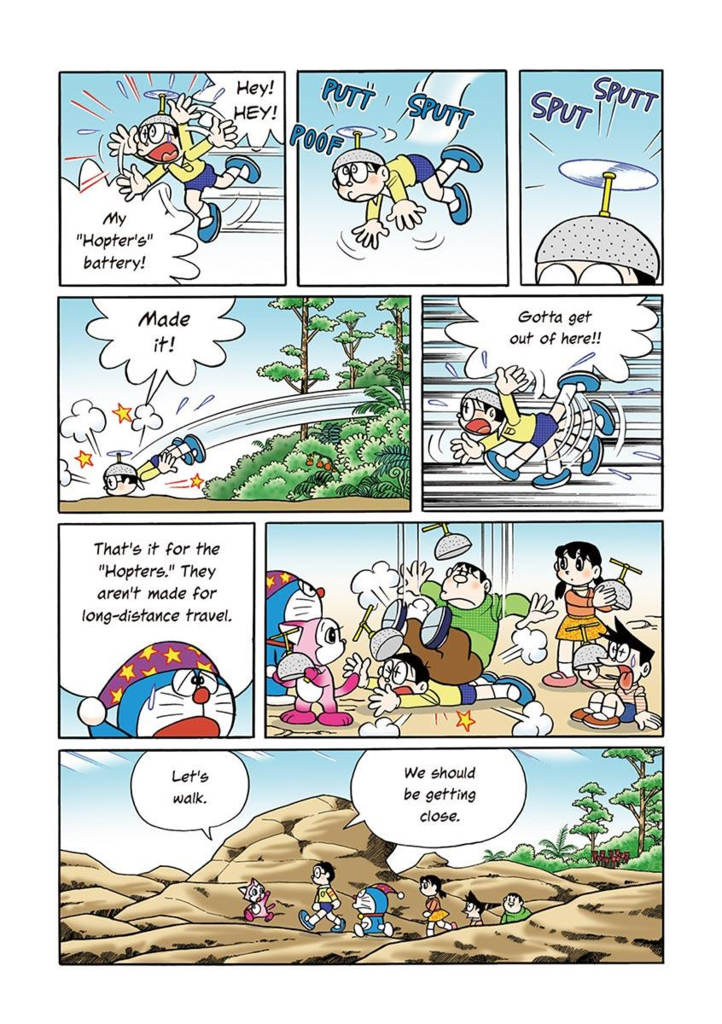 Hey!
HEY!
My
"Hopter's"
battery!
PUTT
SPUTT
POOF
SPUTT
SPUT
Made
it!
Gotta get
out of here!!
That's it for the
"Hopters." They
aren't made for
long-distance travel.
Let's
walk.
We should
be getting
close.